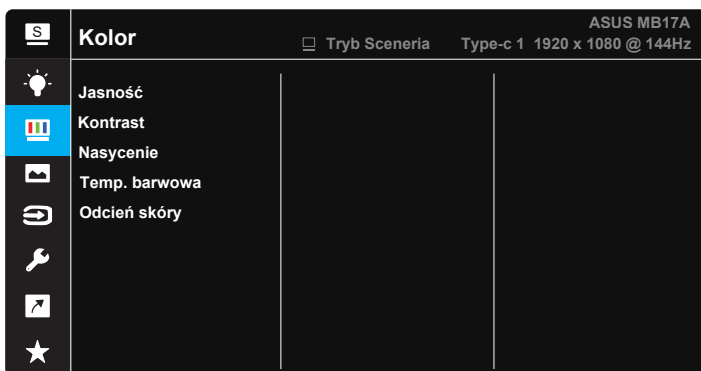 S
Kolor
ASUS MB17A
Tryb Sceneria Type-c 1 1920 x 1080 @ 144Hz
Jasność
Kontrast
Nasycenie
Temp. barwowa
Odcień skóry